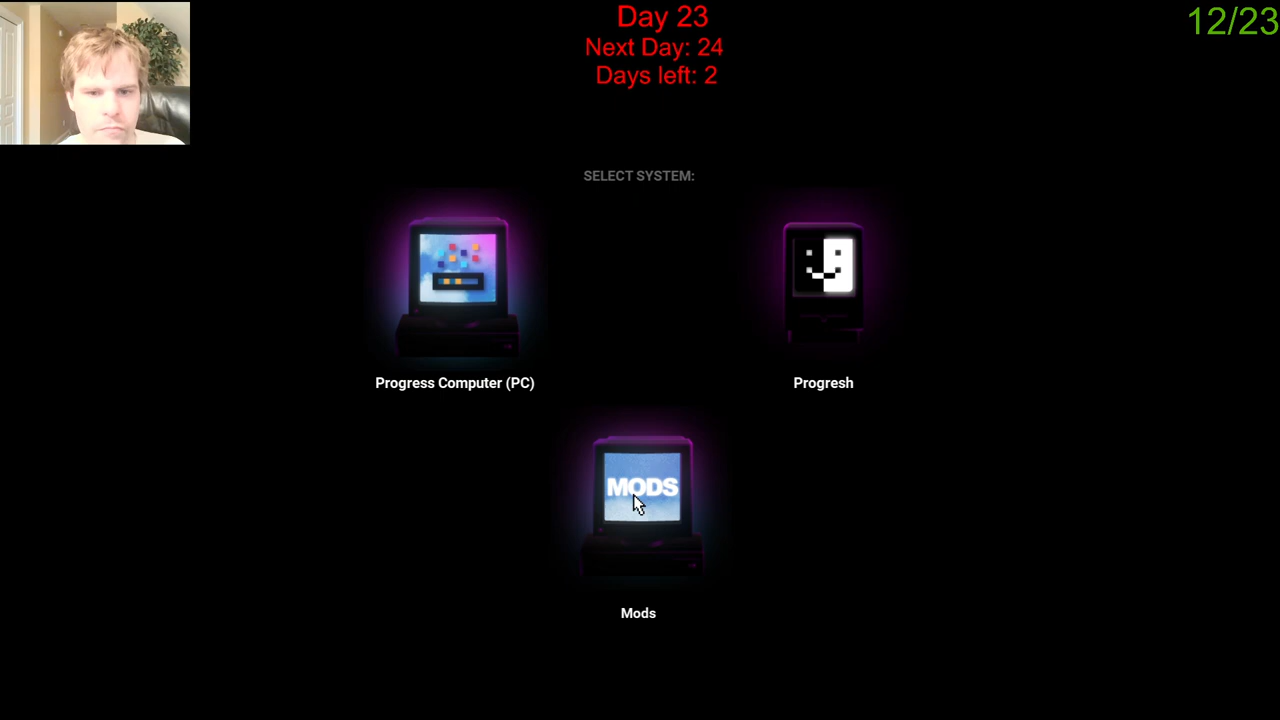 Day 23
Next Day: 24
Days left: 2
12/23
SELECT SYSTEM:
Progress Computer (PC)
Progresh
MODS
Mods